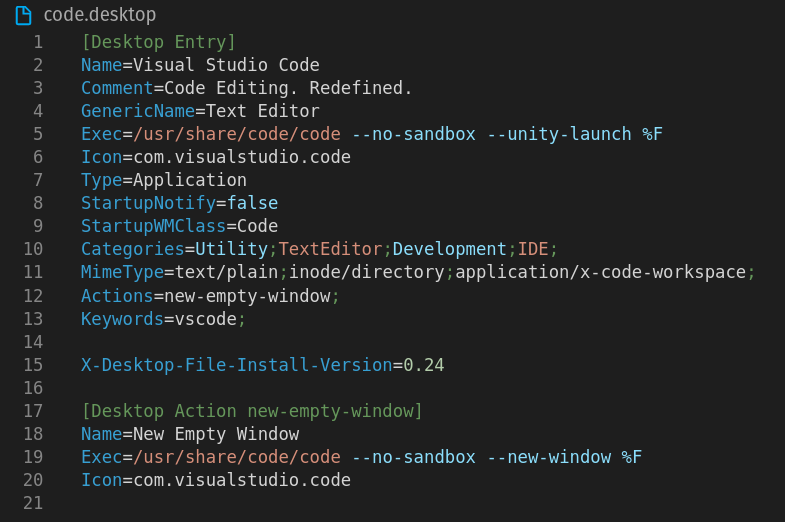 code.desktop
1 [Desktop Entry]
2 Name=Visual Studio Code
3 Comment=Code Editing. Redefined.
4 GenericName=Text Editor
5 Exec=/usr/share/code/code --no-sandbox --unity-launch %F
6 Icon=com.visualstudio.code
7 Type=Application
8 StartupNotify=false
9 StartupWMClass=Code
10 Categories=Utility;TextEditor;Development;IDE;
11 MimeType=text/plain;inode/directory;application/x-code-workspace;
12 Actions=new-empty-window;
13 Keywords=vscode;
14
15 X-Desktop-File-Install-Version=0.24
16
17 [Desktop Action new-empty-window]
18 Name=New Empty Window
19 Exec=/usr/share/code/code --no-sandbox --new-window %F
20 Icon=com.visualstudio.code
21